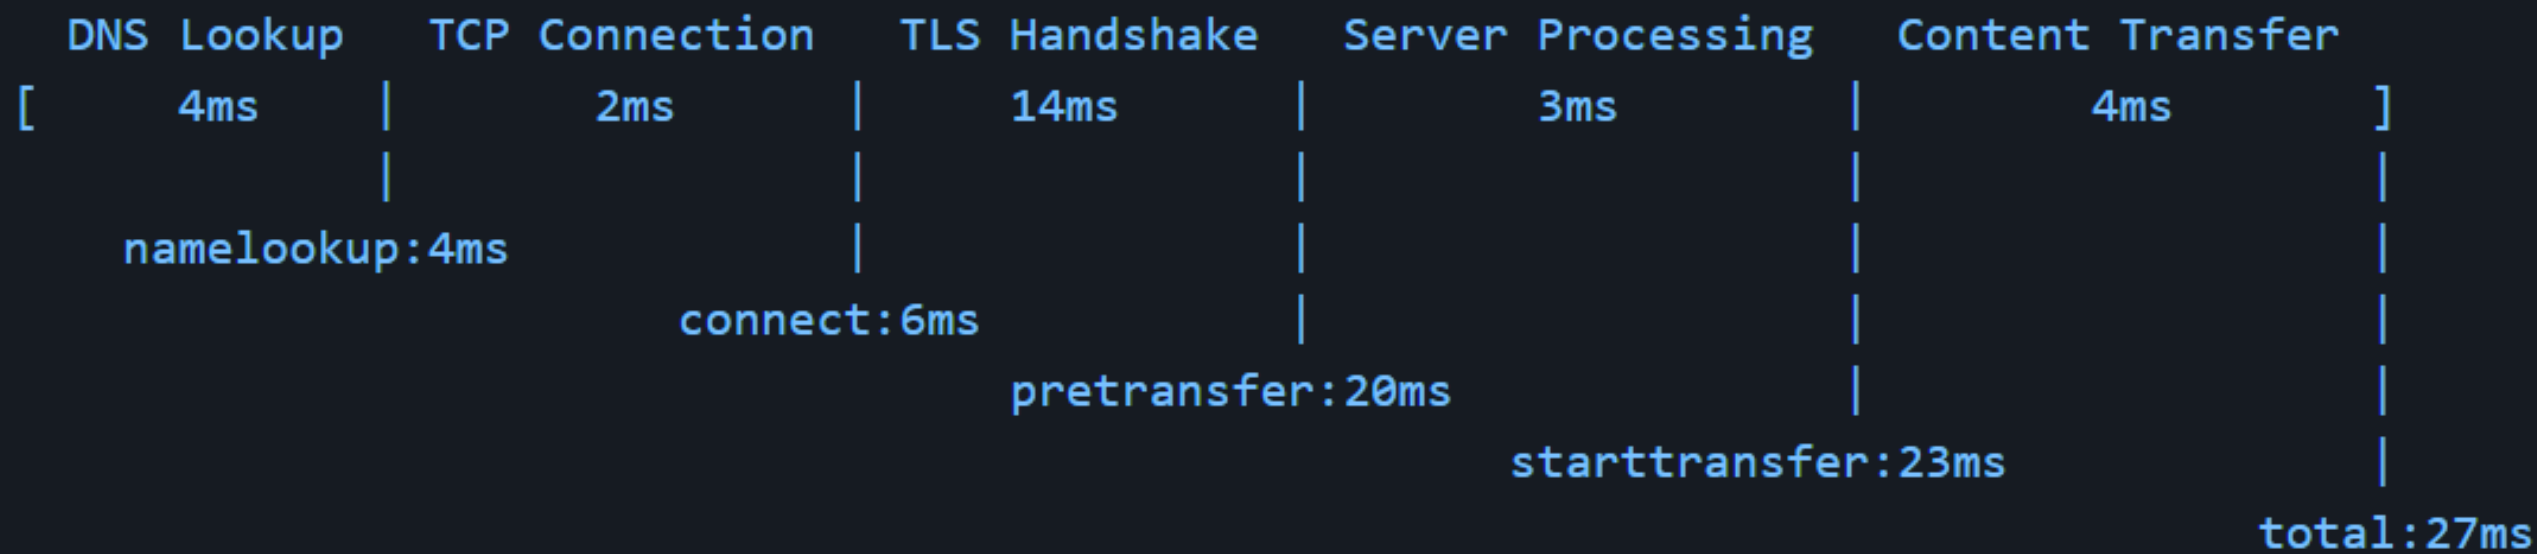 DNS Lookup   TCP Connection   TLS Handshake   Server Processing   Content Transfer
[     4ms    |       2ms      |     14ms      |        3ms        |        4ms       ]
             |                |               |                   |                  |
    namelookup:4ms            |               |                   |                  |
                        connect:6ms           |                   |                  |
                                    pretransfer:20ms              |                  |
                                                      starttransfer:23ms             |
                                                                                 total:27ms